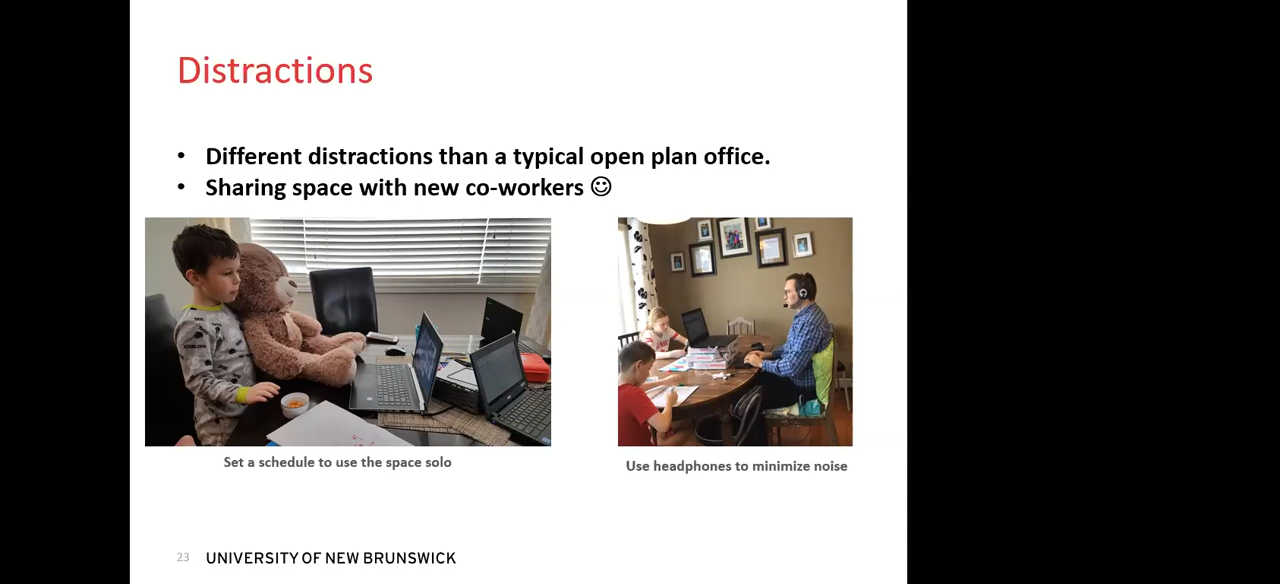 Distractions
• Different distractions than a typical open plan office.
• Sharing space with new co-workers ☺
Set a schedule to use the space solo
Use headphones to minimize noise
23 UNIVERSITY OF NEW BRUNSWICK